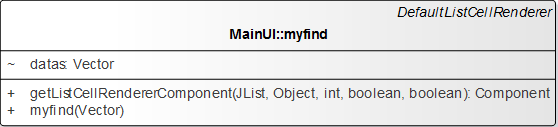 DefaultListCellRenderer
MainUI::myfind
~ datas: Vector
+ getListCellRendererComponent(JList, Object, int, boolean, boolean): Component
+ myfind(Vector)